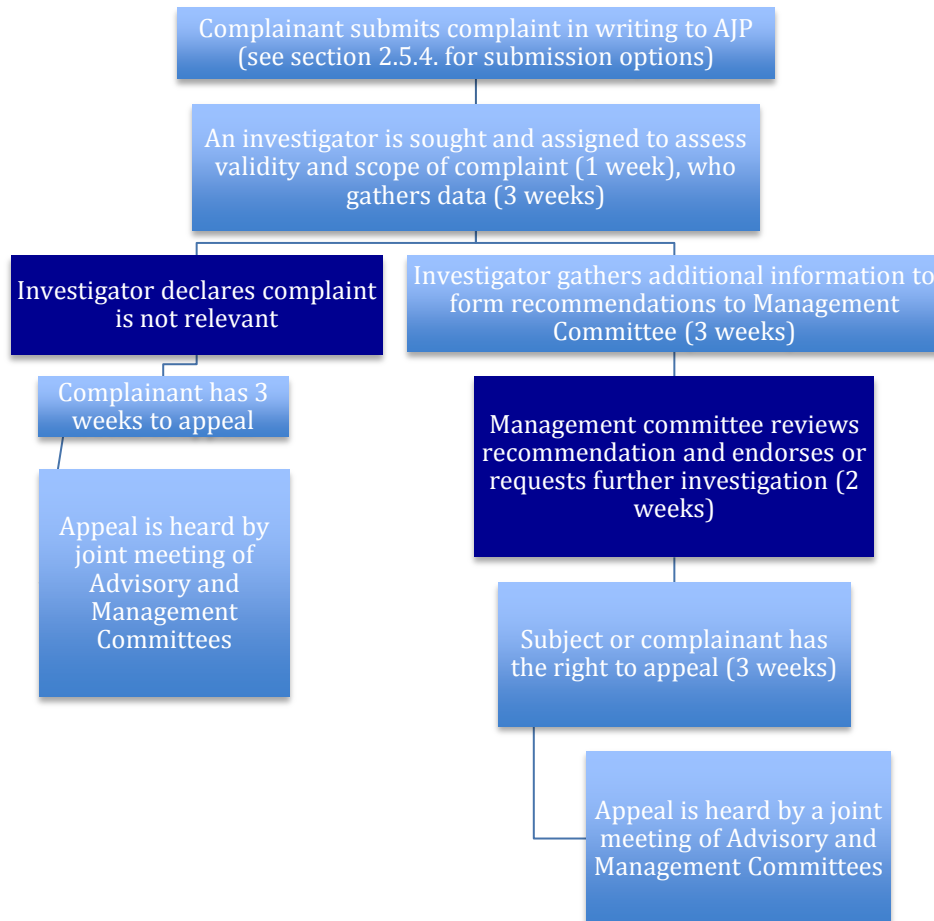 Complainant submits complaint in writing to AJP
(see section 2.5.4. for submission options)
An investigator is sought and assigned to assess
validity and scope of complaint (1 week), who
gathers data (3 weeks)
Investigator declares complaint
is not relevant
Investigator gathers additional information to
form recommendations to Management
Committee (3 weeks)
Complainant has 3
weeks to appeal
Management committee reviews
recommendation and endorses or
requests further investigation (2
weeks)
Appeal is heard by
joint meeting of
Advisory and
Management
Committees
Subject or complainant has
the right to appeal (3 weeks)
Appeal is heard by a joint
meeting of Advisory and
Management Committees